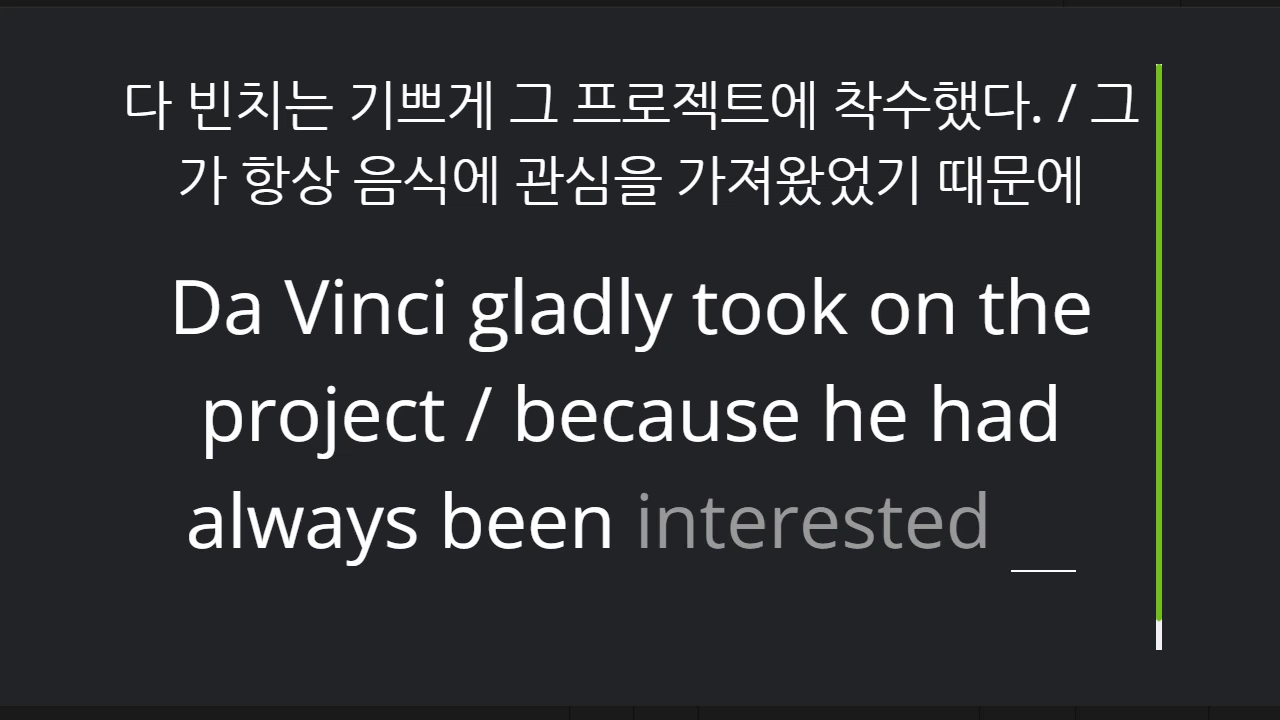 다 빈치는 기쁘게 그 프로젝트에 착수했다. / 그
가 항상 음식에 관심을 가져왔었기 때문에
Da Vinci gladly took on the
project / because he had
always been interested __